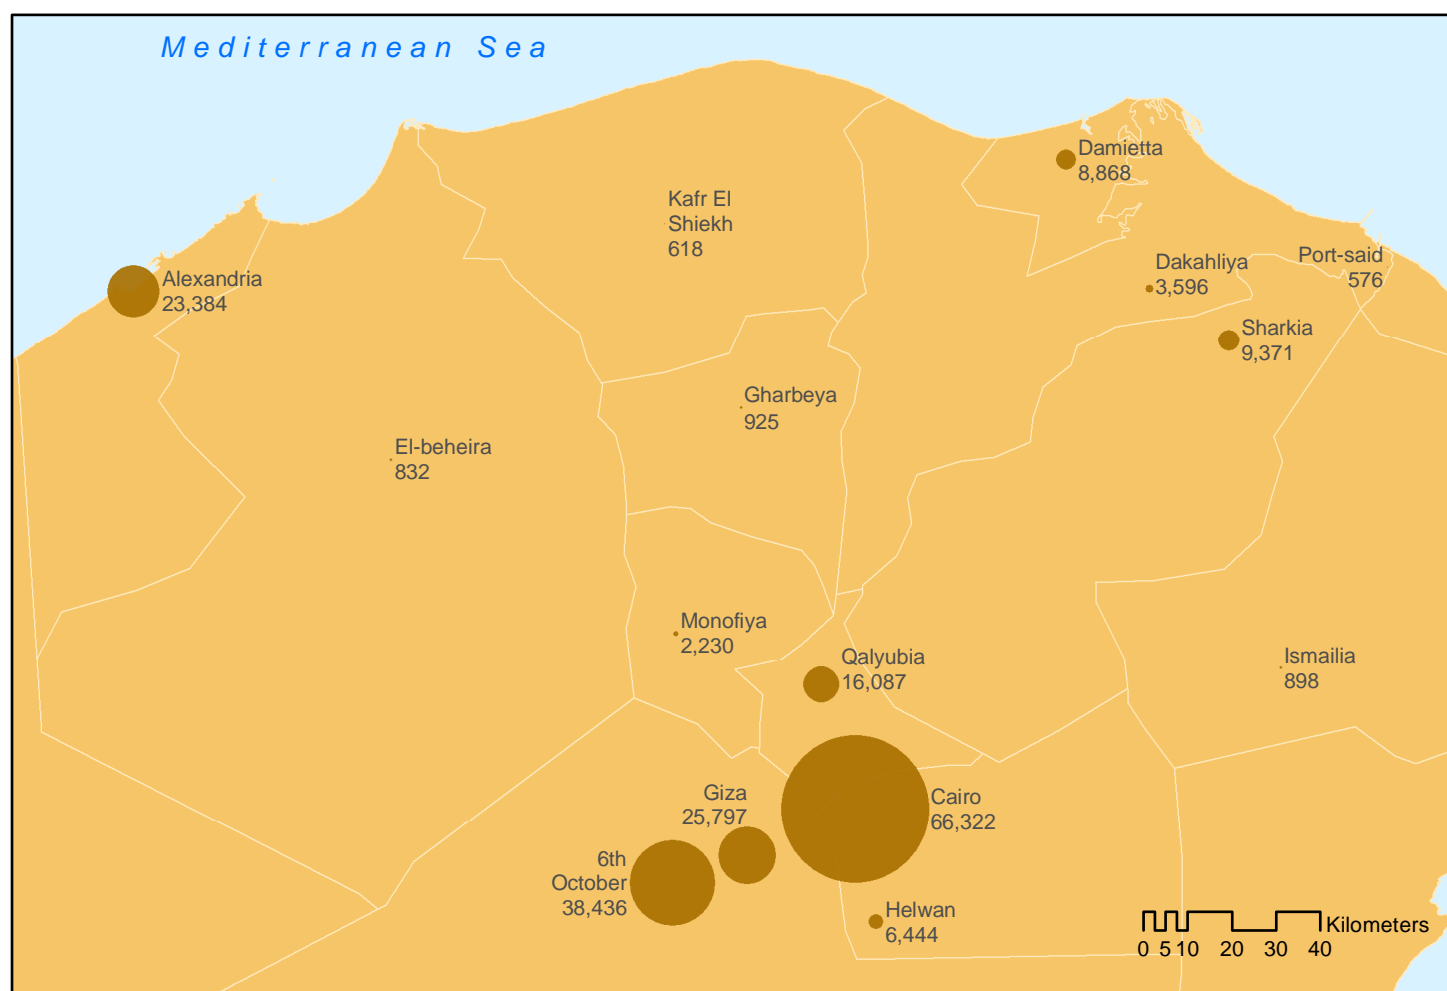 Mediterranean Sea
Damietta
8,868
Kafr El
Shiekh
618
Port-said
576
Dakahliya
3,596
Alexandria
23,384
Sharkia
9,371
Gharbeya
925
El-beheira
832
Monofiya
2,230
Qalyubia
16,087
Ismailia
898
Giza
25,797
Cairo
66,322
6th
October
38,436
Helwan
6,444
Kilometers
0 5 10 20 30 40